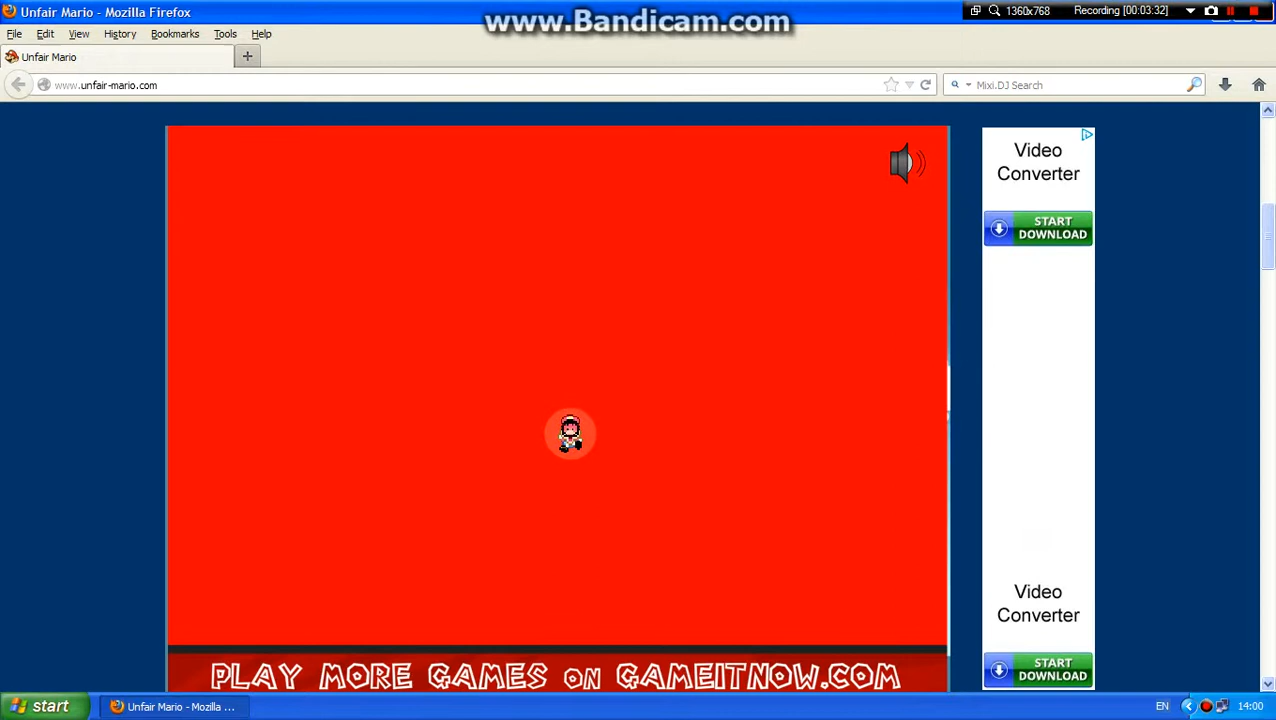 Unfair Mario - Mozilla Firefox
www.Bandicam.com
1360x768
Recording [00:03:32]
File Edit View History Bookmarks Tools Help
Unfair Mario
www.unfair-mario.com
Mixi.DJ Search
Video
Converter
START
DOWNLOAD
Video
Converter
START
DOWNLOAD
PLAY MORE GAMES ON GAMEITNOW.COM
start
Unfair Mario - Mozilla ...
EN
14:00